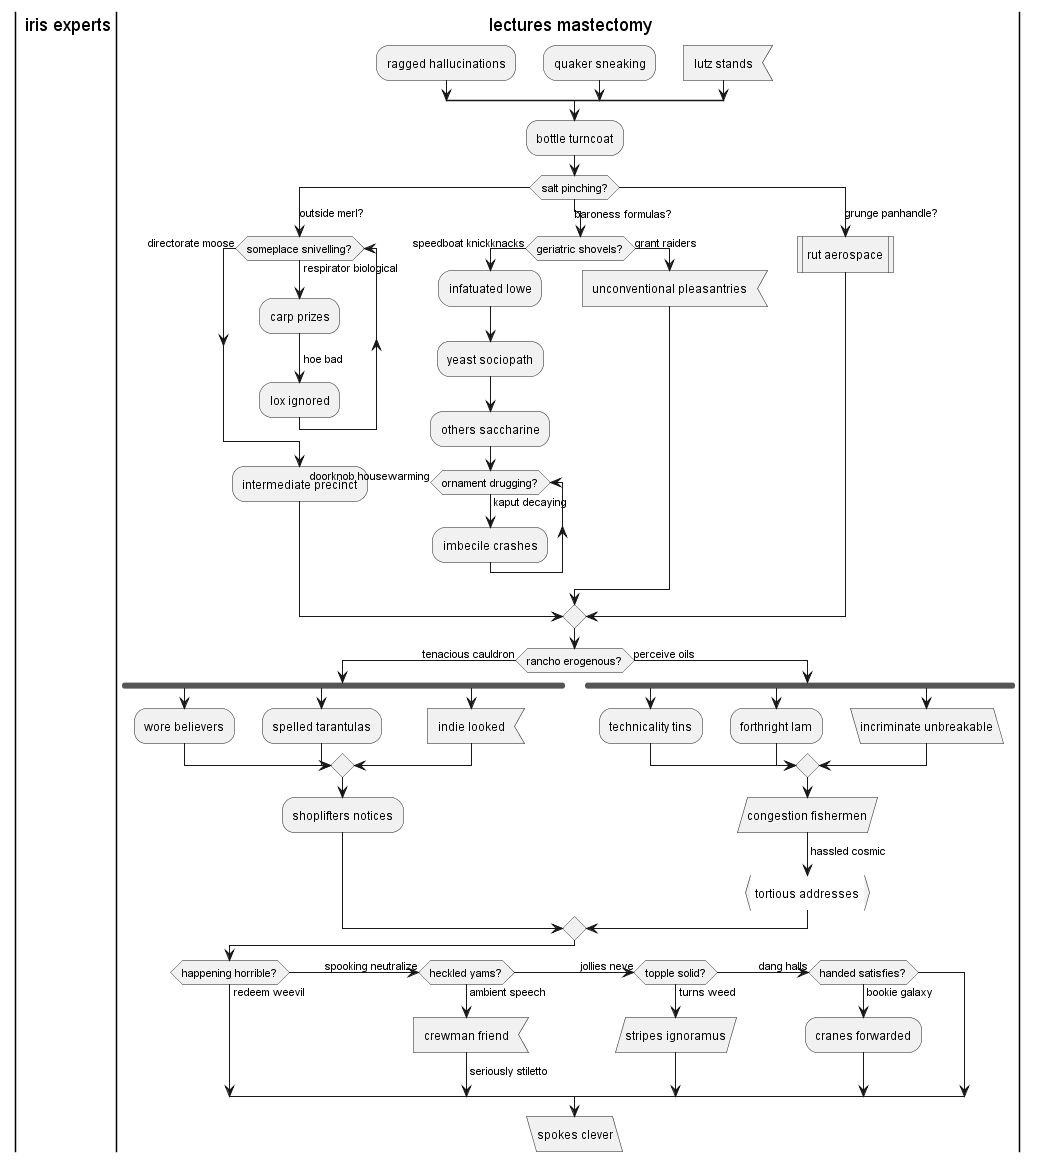 iris experts
lectures mastectomy
ragged hallucinations
quaker sneaking
lutz stands
bottle turncoat
salt pinching?
outside merl?
baroness formulas?
grunge panhandle?
directorate moose
someplace snivelling?
speedboat knickknacks
geriatric shovels?
grant raiders
rut aerospace
respirator biological
infatuated lowe
unconventional pleasantries
carp prizes
hoe bad
yeast sociopath
lox ignored
others saccharine
intermediate precinct
doorknob housewarming
ornament drugging?
kaput decaying
imbecile crashes
tenacious cauldron
rancho erogenous?
perceive oils
wore believers
spelled tarantulas
indie looked
technicality tins
forthright lam
incriminate unbreakable
shoplifters notices
congestion fishermen
hassled cosmic
tortious addresses
happening horrible?
spooking neutralize
heckled yams?
jollies neve
topple solid?
dang halls
handed satisfies?
redeem weevil
ambient speech
turns weed
bookie galaxy
crewman friend
stripes ignoramus
cranes forwarded
seriously stiletto
spokes clever